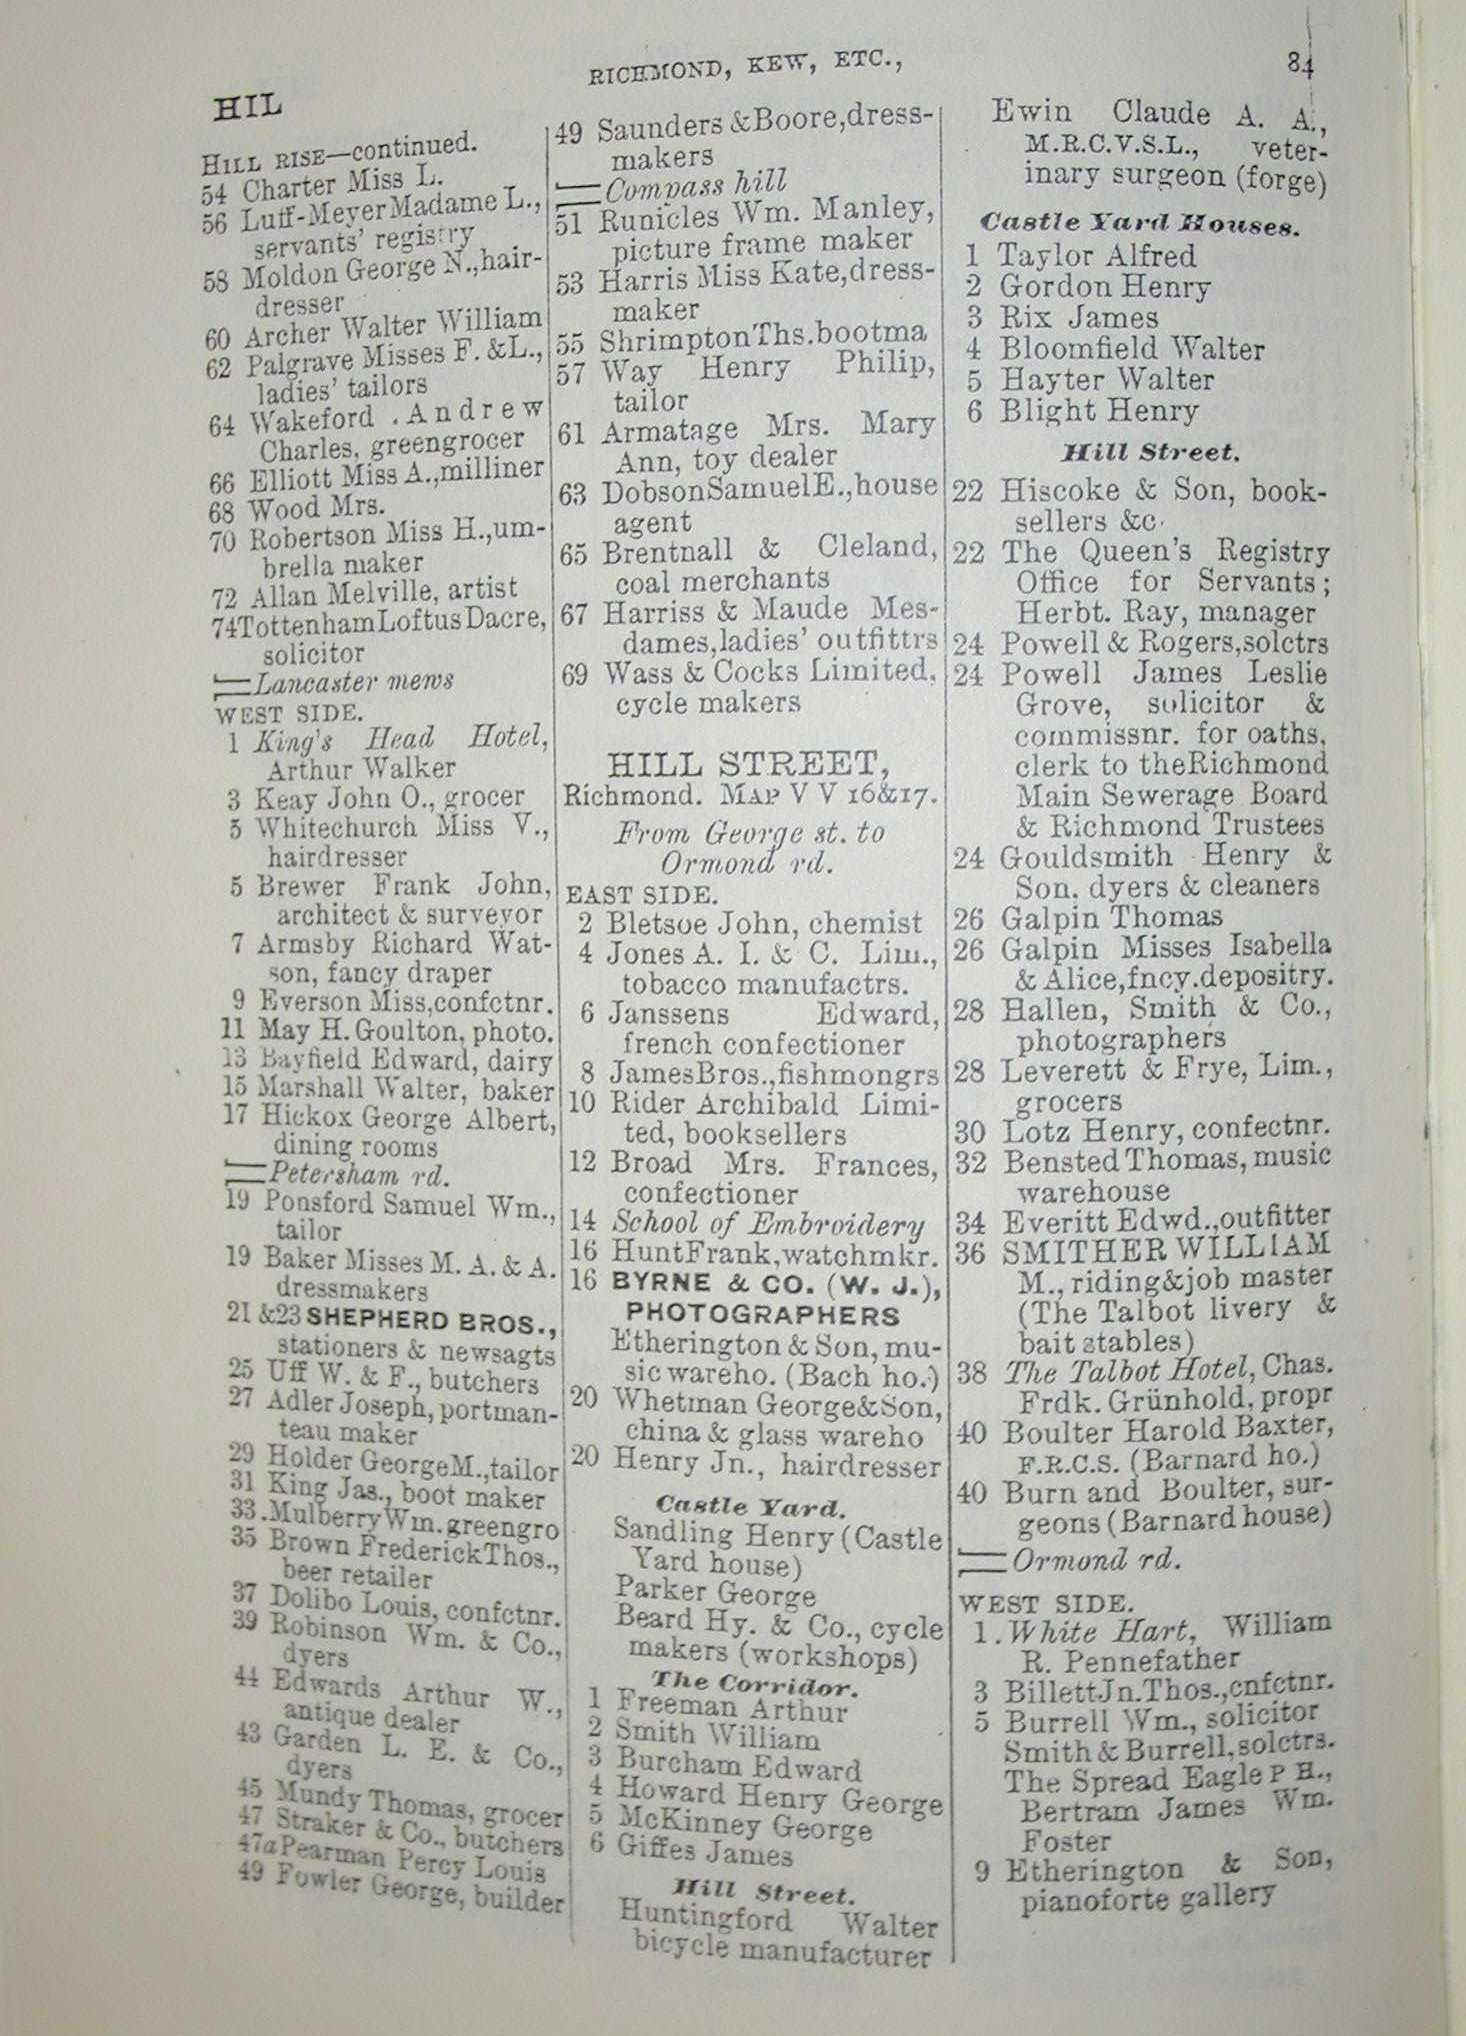 HIL
RICHMOND, KEW, ETC.,
84
HILL RISE—continued.
54 Charter Miss L.
56 Luff-Meyer Madame L.,
servants' registry
58 Moldon George N., hair-
dresser
60 Archer Walter William
62 Palgrave Misses F. & L.,
ladies' tailors
64 Wakeford Andrew
Charles, greengrocer
66 Elliott Miss A., milliner
68 Wood Mrs.
70 Robertson Miss H., um-
brella maker
72 Allan Melville, artist
74 Tottenham Loftus Dacre,
solicitor
Lancaster mews
WEST SIDE.
1 King's Head Hotel,
Arthur Walker
3 Keay John O., grocer
5 Whitechurch Miss V.,
hairdresser
5 Brewer Frank John,
architect & surveyor
7 Armsby Richard Wat-
son, fancy draper
9 Everson Miss, confctnr.
11 May H. Goulton, photo.
13 Bayfield Edward, dairy
15 Marshall Walter, baker
17 Hickox George Albert,
dining rooms
Petersham rd.
19 Ponsford Samuel Wm.,
tailor
19 Baker Misses M. A. & A.
dressmakers
21 & 23 SHEPHERD BROS.,
stationers & newsagts
25 Uff W. & F., butchers
27 Adler Joseph, portman-
teau maker
29 Holder George M., tailor
31 King Jas., boot maker
33. Mulberry Wm. greengro
35 Brown Frederick Thos.,
beer retailer
37 Dolibo Louis, confctnr.
39 Robinson Wm. & Co.,
dyers
44 Edwards Arthur W.,
antique dealer
43 Garden L. E. & Co.,
dyers
45 Mundy Thomas, grocer
47 Straker & Co., butchers
47a Pearman Percy Louis
49 Fowler George, builder
49 Saunders & Boore, dress-
makers
Compass hill
51 Runicles Wm. Manley,
picture frame maker
53 Harris Miss Kate, dress-
maker
55 Shrimpton Ths. bootma
57 Way Henry Philip,
tailor
61 Armatage Mrs. Mary
Ann, toy dealer
63 Dobson Samuel E., house
agent
65 Brentnall & Cleland,
coal merchants
67 Harriss & Maude Mes-
dames, ladies' outfittrs
69 Wass & Cocks Limited,
cycle makers
HILL STREET,
Richmond. MAP V V 16&17.
From George st. to
Ormond rd.
EAST SIDE.
2 Bletsoe John, chemist
4 Jones A. I. & C. Lim.,
tobacco manufactrs.
6 Janssens Edward,
french confectioner
8 James Bros., fishmongrs
10 Rider Archibald Limi-
ted, booksellers
12 Broad Mrs. Frances,
confectioner
14 School of Embroidery
16 Hunt Frank, watchmkr.
16 BYRNE & CO. (W. J.),
PHOTOGRAPHERS
Etherington & Son, mu-
sic wareho. (Bach ho.)
20 Whetman George & Son,
china & glass wareho
20 Henry Jn., hairdresser
Castle Yard.
Sandling Henry (Castle
Yard house)
Parker George
Beard Hy. & Co., cycle
makers (workshops)
The Corridor.
1 Freeman Arthur
2 Smith William
3 Burcham Edward
4 Howard Henry George
5 McKinney George
6 Giffes James
Hill Street.
Huntingford Walter
bicycle manufacturer
Ewin Claude A. A.,
M.R.C.V.S.L., veter-
inary surgeon (forge)
Castle Yard Houses.
1 Taylor Alfred
2 Gordon Henry
3 Rix James
4 Bloomfield Walter
5 Hayter Walter
6 Blight Henry
Hill Street.
22 Hiscoke & Son, book-
sellers &c.
22 The Queen's Registry
Office for Servants;
Herbt. Ray, manager
24 Powell & Rogers, solctrs
24 Powell James Leslie
Grove, solicitor &
commissnr. for oaths,
clerk to the Richmond
Main Sewerage Board
& Richmond Trustees
24 Gouldsmith Henry &
Son, dyers & cleaners
26 Galpin Thomas
26 Galpin Misses Isabella
& Alice, fncy. depositry.
28 Hallen, Smith & Co.,
photographers
28 Leverett & Frye, Lim.,
grocers
30 Lotz Henry, confectnr.
32 Bensted Thomas, music
warehouse
34 Everitt Edwd., outfitter
36 SMITHER WILLIAM
M., riding & job master
(The Talbot livery &
bait stables)
38 The Talbot Hotel, Chas.
Frdk. Grünhold, propr
40 Boulter Harold Baxter,
F.R.C.S. (Barnard ho.)
40 Burn and Boulter, sur-
geons (Barnard house)
Ormond rd.
WEST SIDE.
1. White Hart, William
R. Pennefather
3 Billett Jn. Thos., cnfctnr.
5 Burrell Wm., solicitor
Smith & Burrell, solctrs.
The Spread Eagle P H.,
Bertram James Wm.
Foster
9 Etherington & Son,
pianoforte gallery